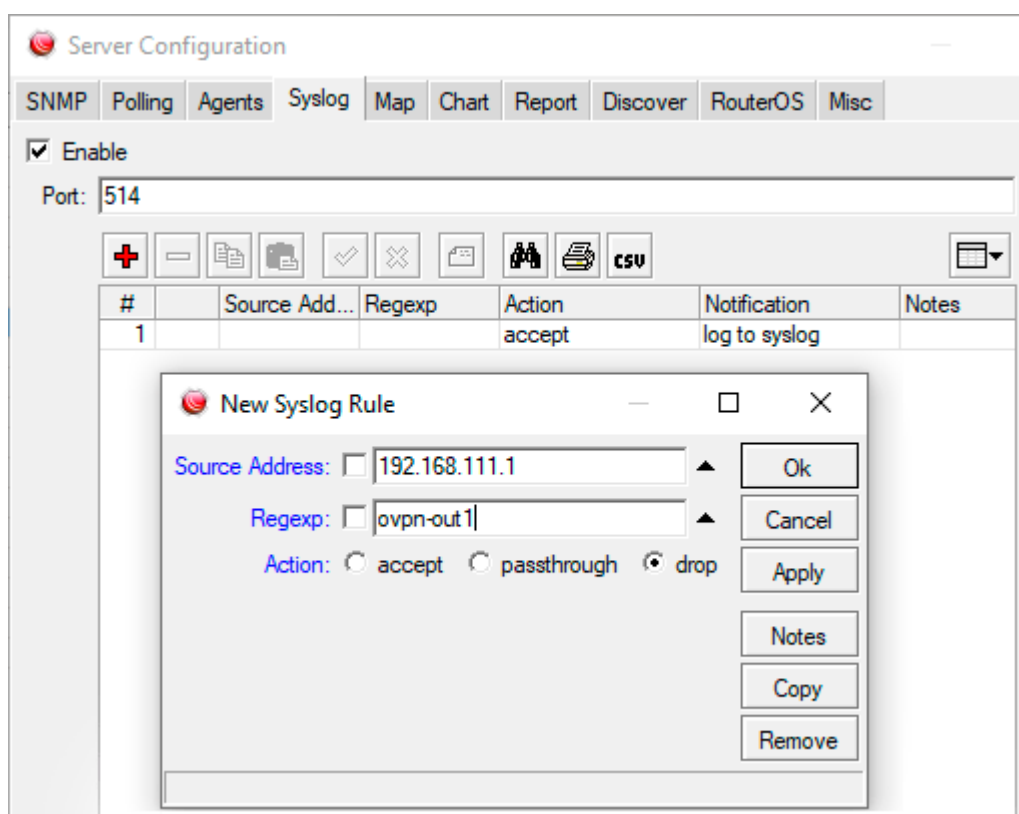 Server Configuration
SNMP Polling Agents Syslog Map Chart Report Discover RouterOS Misc
Enable
Port: 514
csv
# Source Add... Regexp Action Notification Notes
1 accept log to syslog
New Syslog Rule
Source Address: 192.168.111.1 Ok
Regexp: ovpn-out1 Cancel
Action: accept passthrough drop Apply
Notes
Copy
Remove